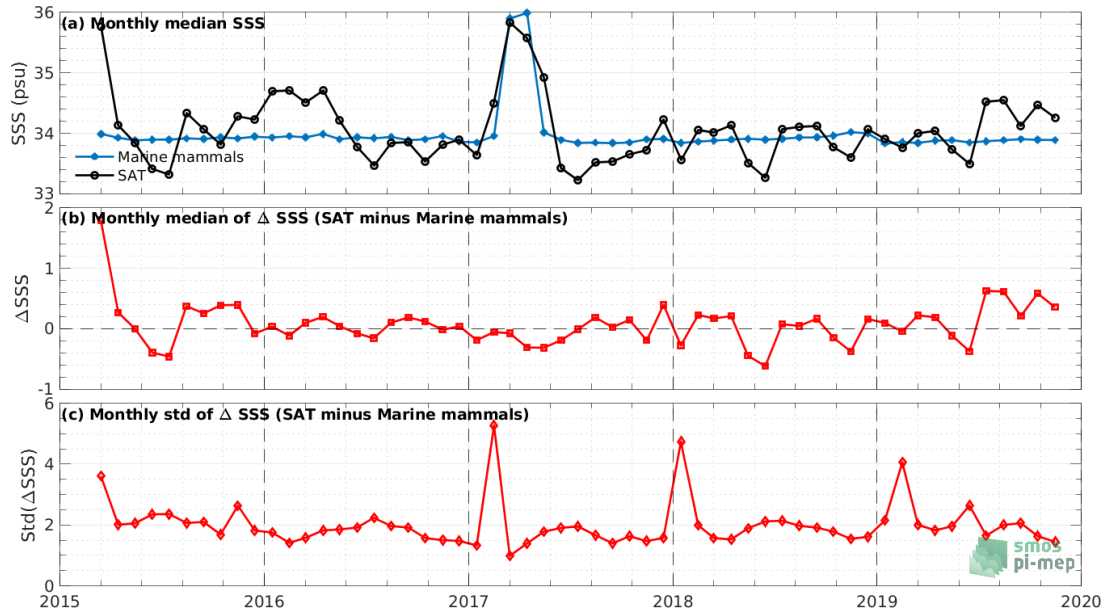 (a) Monthly median SSS
36
35
34
33
SSS (psu)
Marine mammals
SAT
(b) Monthly median of Δ SSS (SAT minus Marine mammals)
2
1
0
-1
ΔSSS
(c) Monthly std of Δ SSS (SAT minus Marine mammals)
6
4
2
0
Std(ΔSSS)
smos
pi-mep
2015 2016 2017 2018 2019 2020